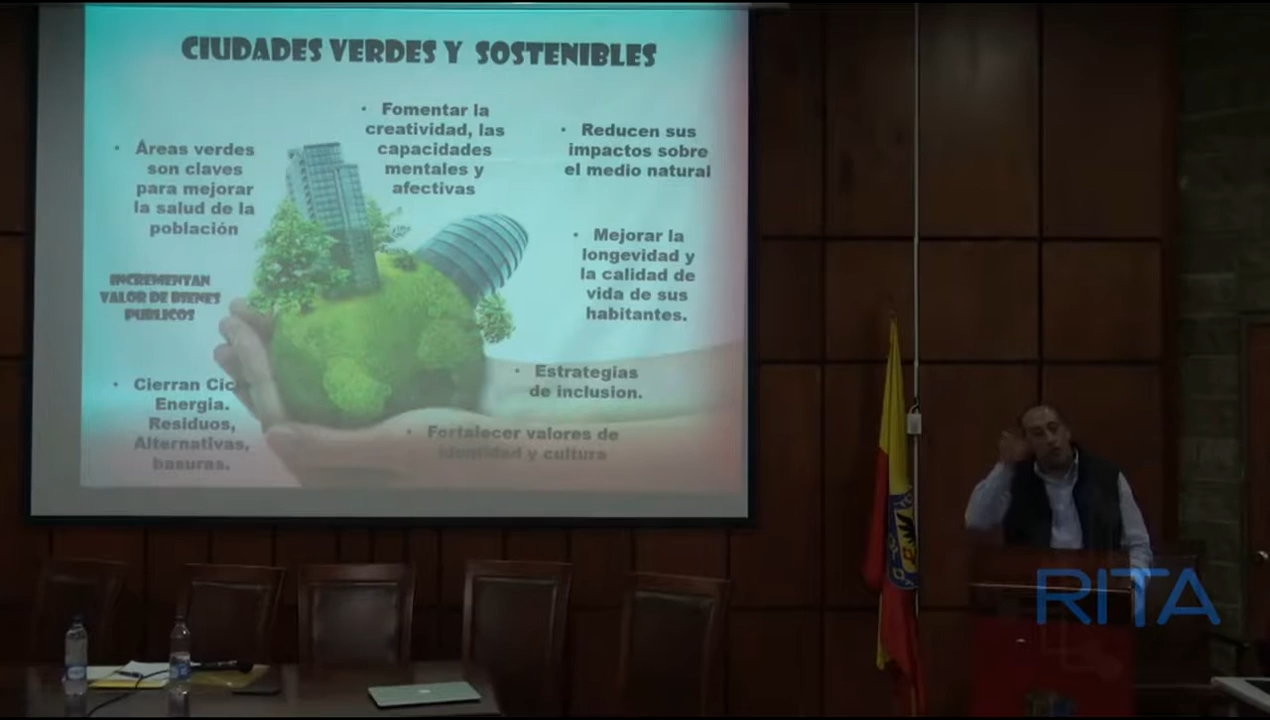 CIUDADES VERDES Y SOSTENIBLES
• Áreas verdes
son claves
para mejorar
la salud de la
población
• Fomentar la
creatividad, las
capacidades
mentales y
afectivas
• Reducen sus
impactos sobre
el medio natural
• Mejorar la
longevidad y
la calidad de
vida de sus
habitantes.
INCREMENTAN
VALOR DE BIENES
PUBLICOS
• Cierran
Energia.
Residuos,
Alternativas,
basuras.
• Estrategias
de inclusion.
• Fortalecer valores de
identidad y cultura
RITA